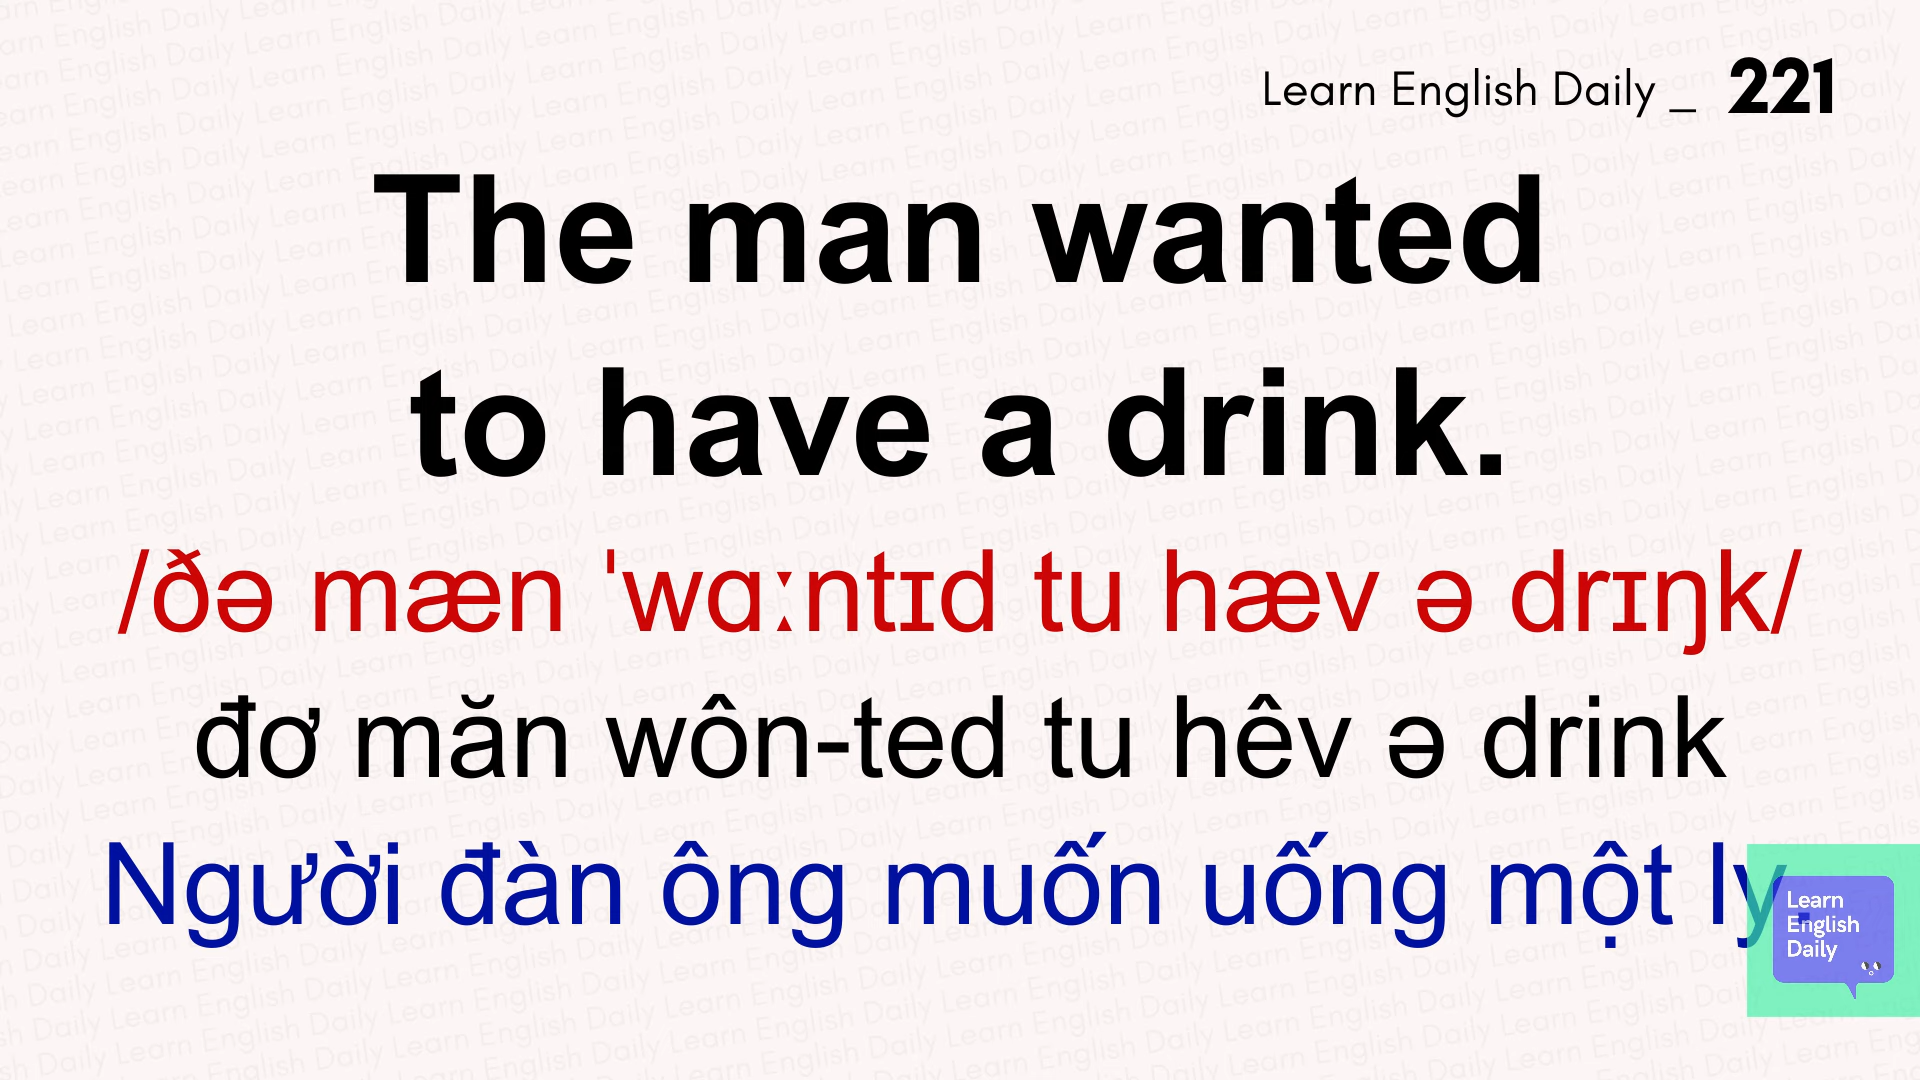 Learn English Daily _ 221
The man wanted
to have a drink.
/ðə mæn ˈwɑːntɪd tu hæv ə drɪŋk/
đơ măn wôn-ted tu hêv ə drink
Người đàn ông muốn uống một ly.
Learn
English
Daily